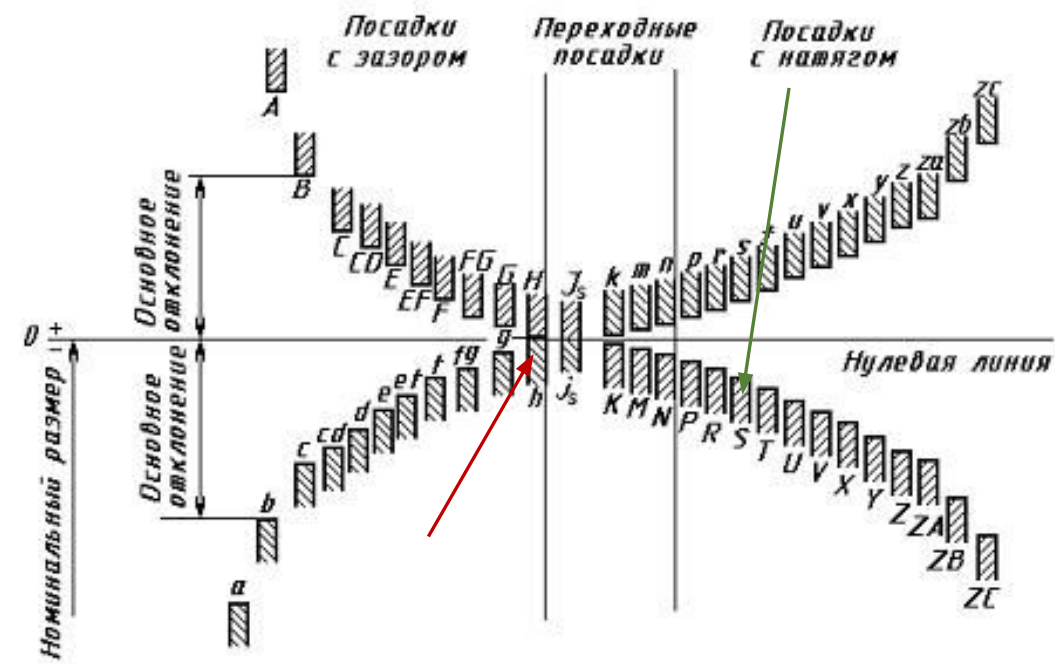 Посадки
с зазором
Переходные
посадки
Посадки
с натягом
A
B
C
CD
E
EF
F
FG
G
H
Js
k
m
n
p
r
s
u
v
x
y
z
za
zb
zc
Основное
отклонение
0
+
−
Нулевая линия
Номинальный размер
Основное
отклонение
a
b
c
cd
d
e
ef
f
fg
g
h
js
K
M
N
P
R
S
T
U
V
X
Y
Z
ZA
ZB
ZC